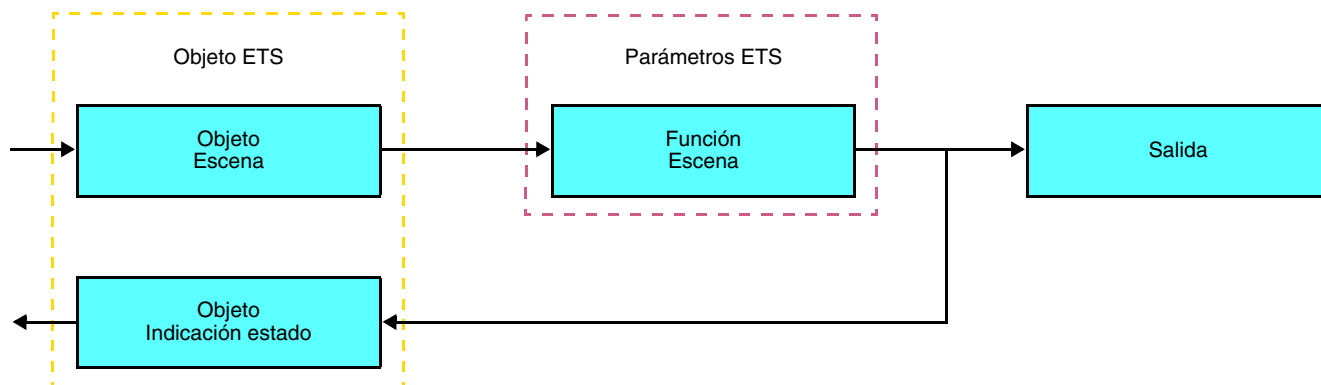 Objeto ETS
Parámetros ETS
Objeto
Escena
Función
Escena
Salida
Objeto
Indicación estado